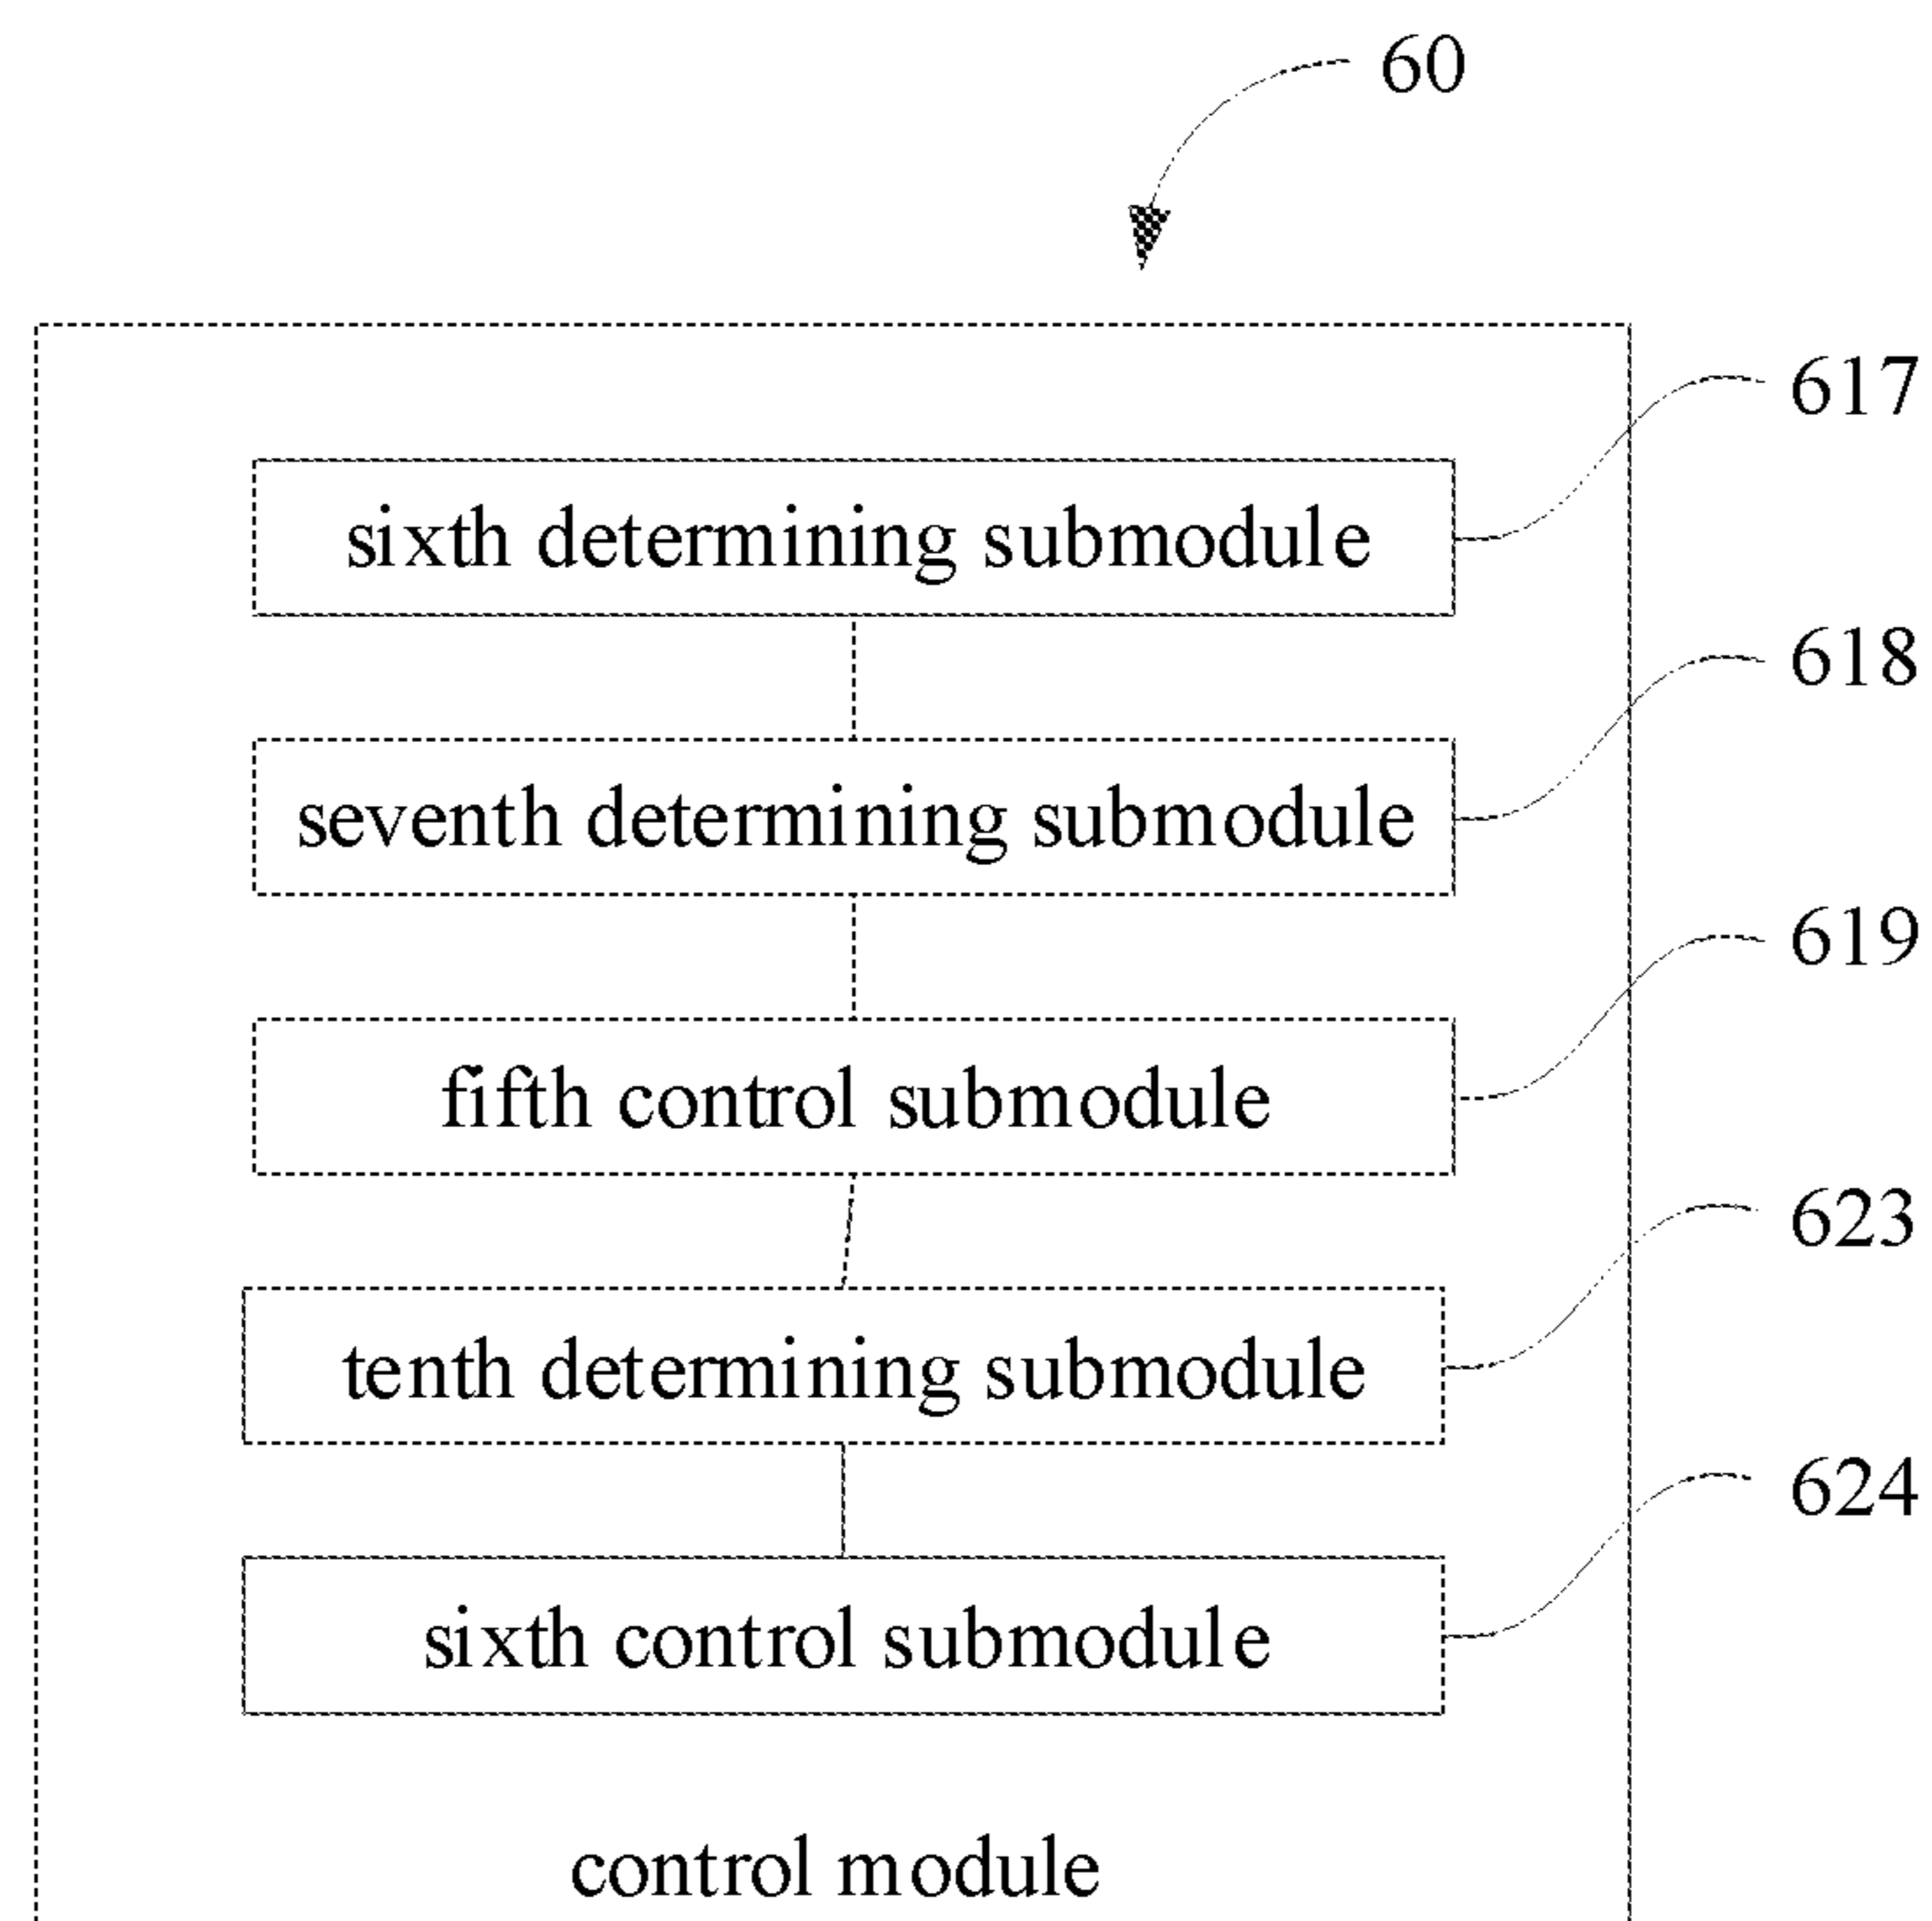 60
617
sixth determining submodule
618
seventh determining submodule
619
fifth control submodule
623
tenth determining submodule
624
sixth control submodule
control module